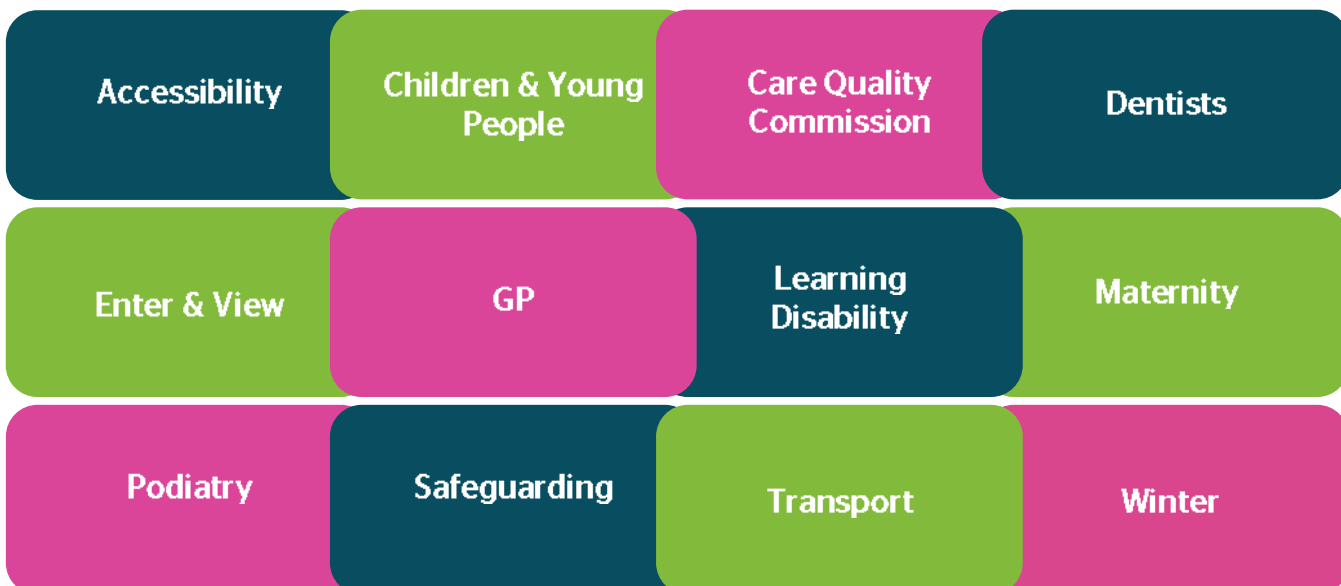 Accessibility
Children & Young
People
Care Quality
Commission
Dentists
Enter & View
GP
Learning
Disability
Maternity
Podiatry
Safeguarding
Transport
Winter